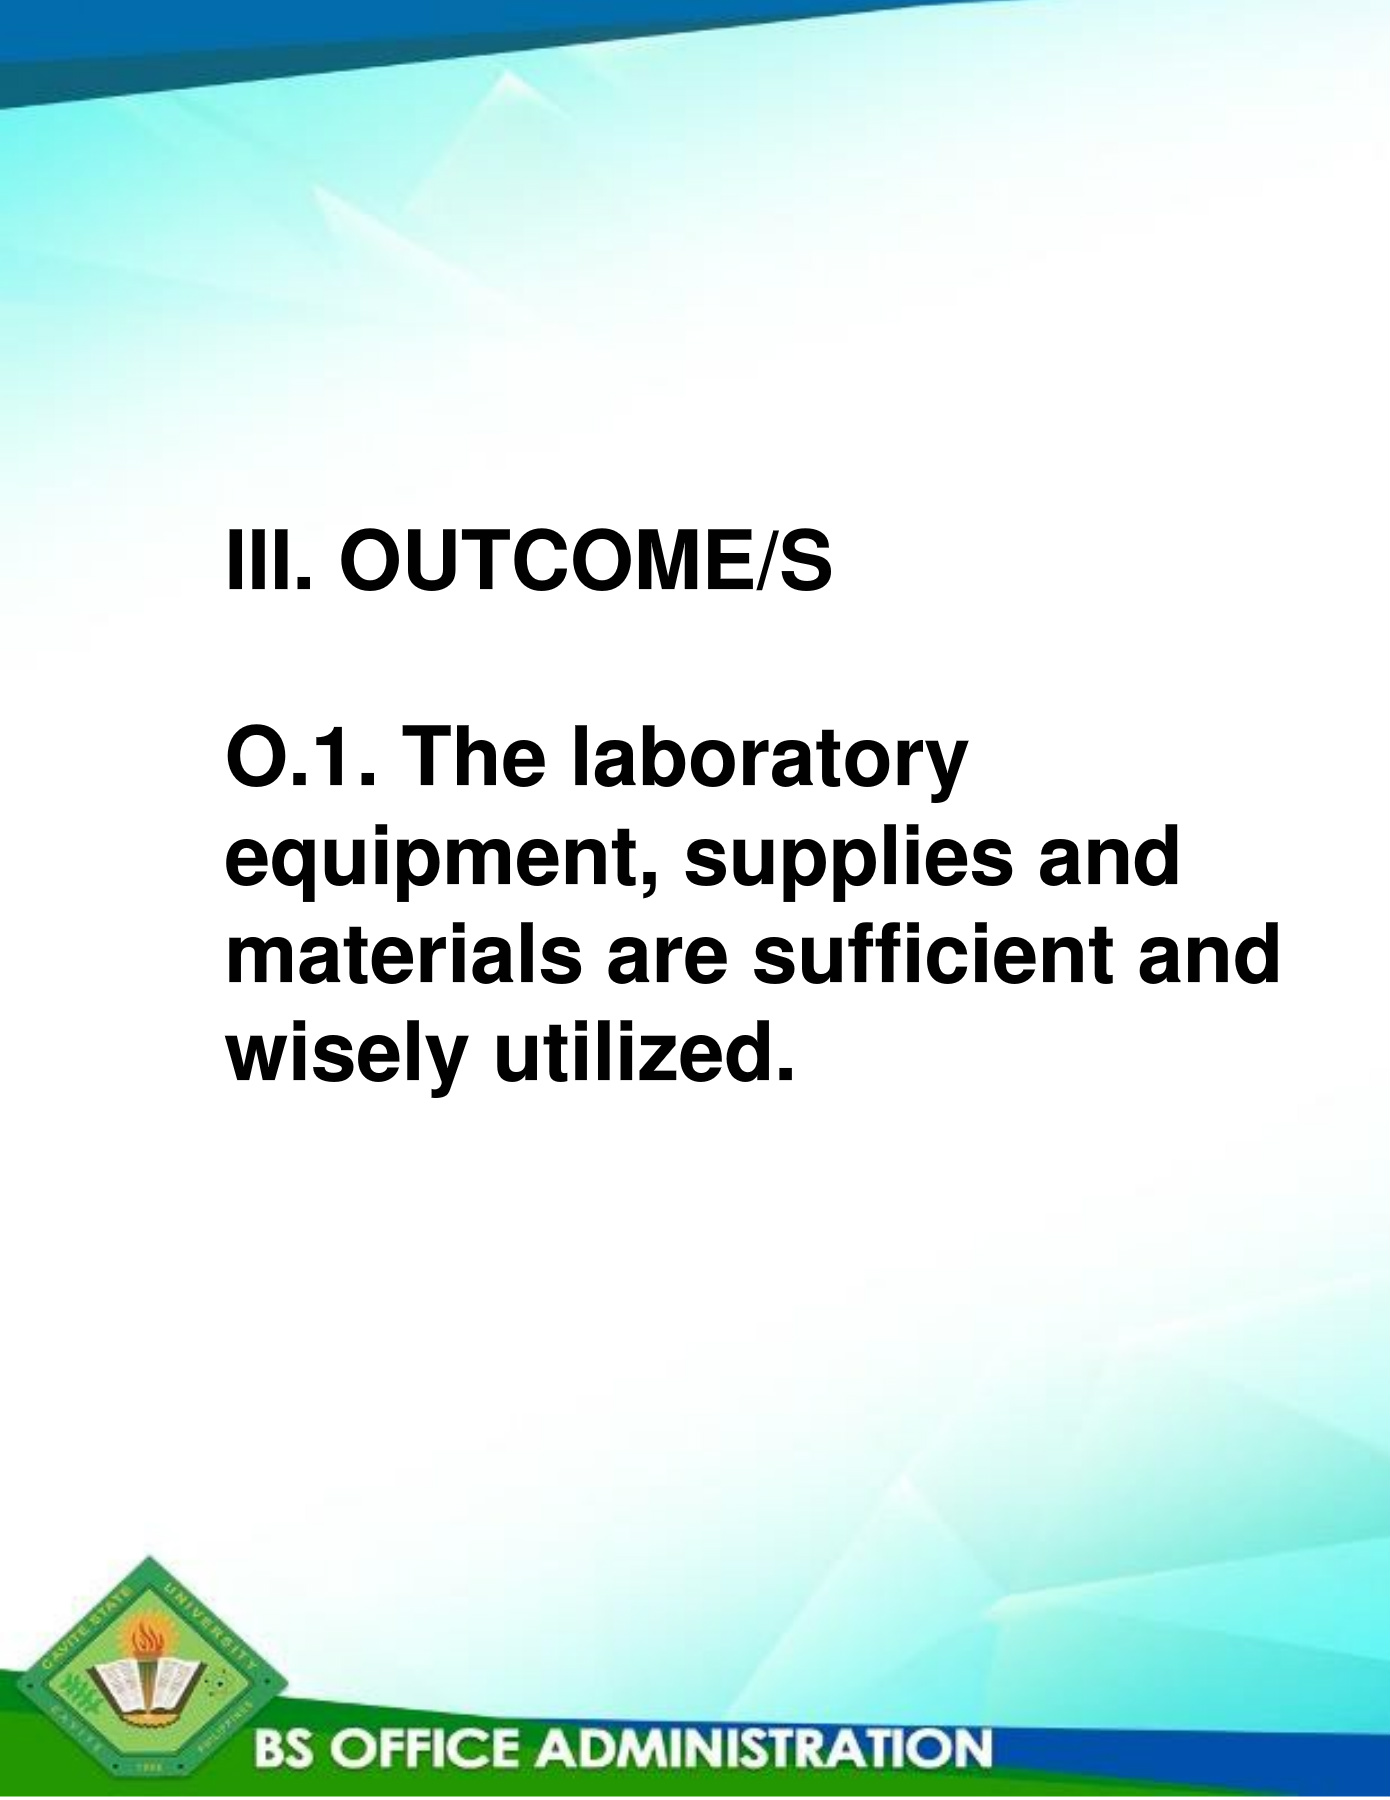 III. OUTCOME/S
O.1. The laboratory
equipment, supplies and
materials are sufficient and
wisely utilized.
CAVITE STATE UNIVERSITY
CAVITE PHILIPPINES
BS OFFICE ADMINISTRATION